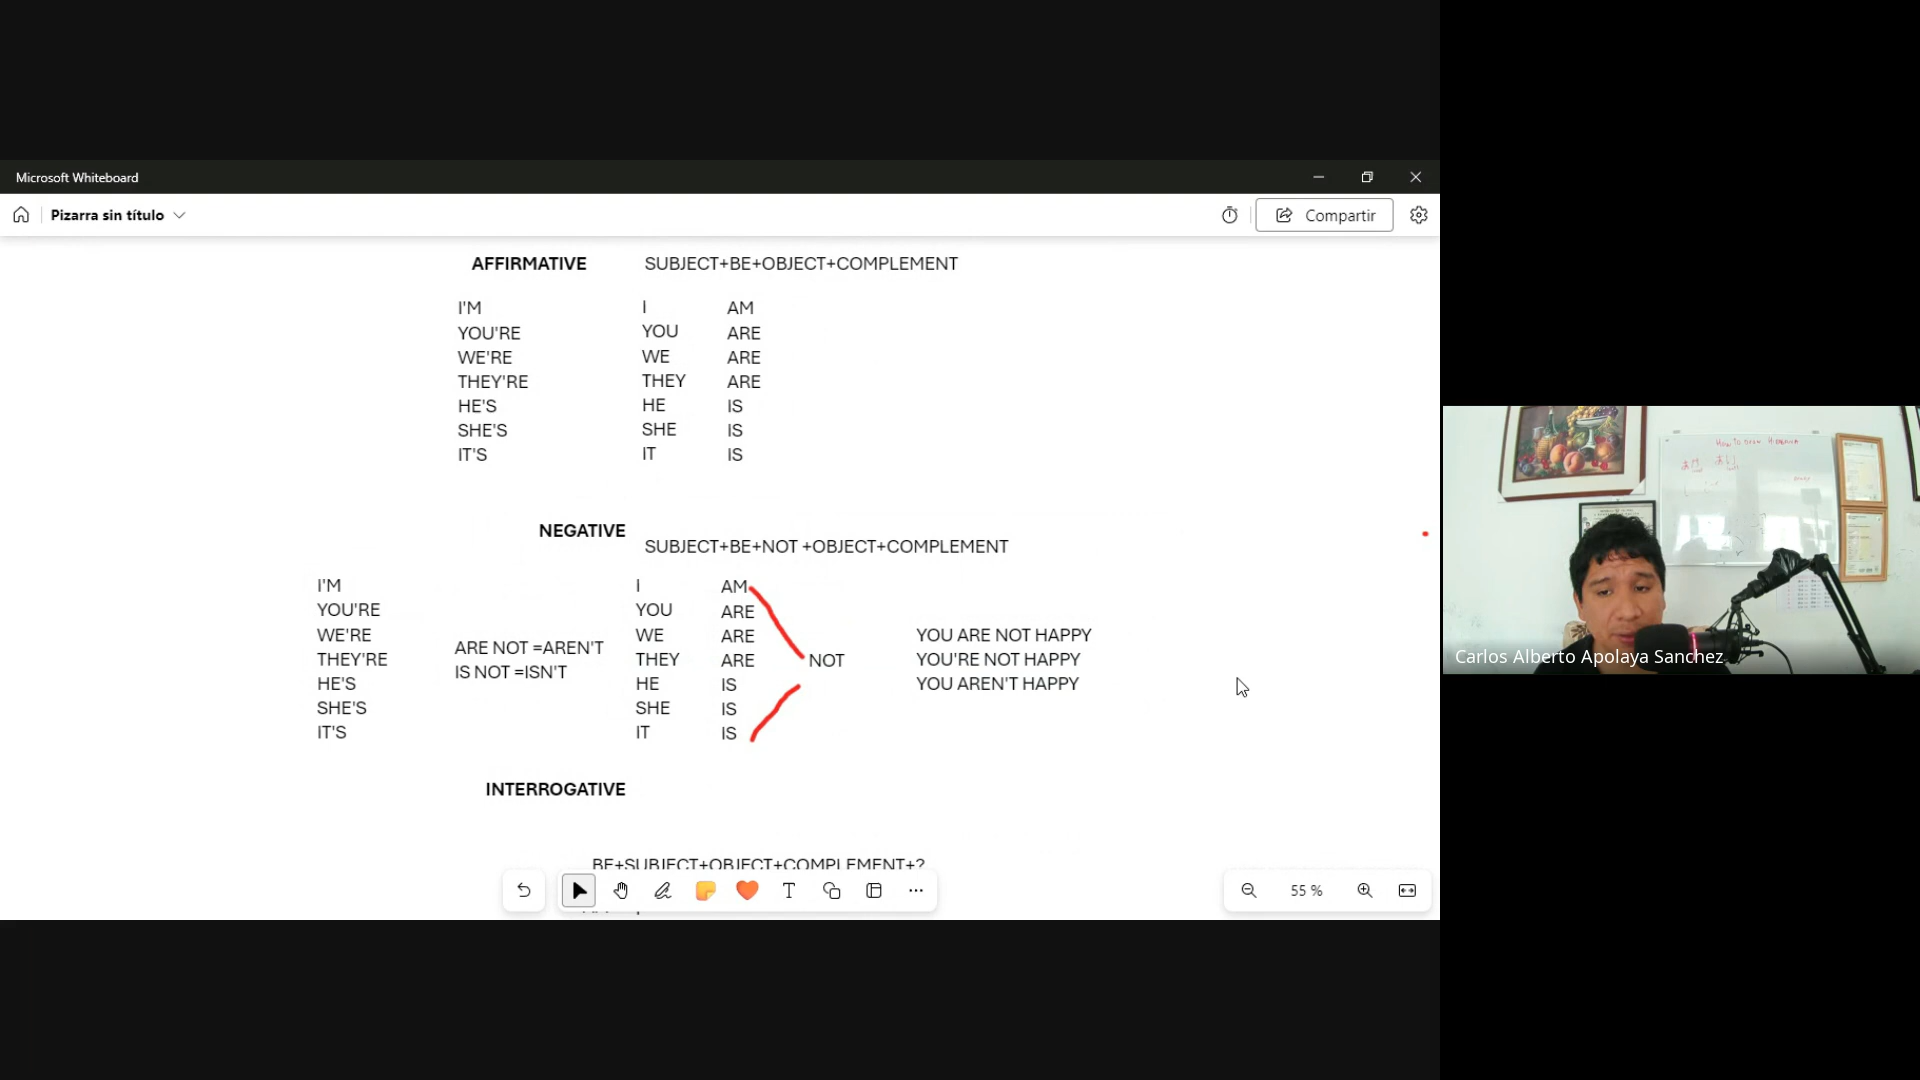 Microsoft Whiteboard
Pizarra sin título
Compartir
AFFIRMATIVE SUBJECT+BE+OBJECT+COMPLEMENT
I'M I AM
YOU'RE YOU ARE
WE'RE WE ARE
THEY'RE THEY ARE
HE'S HE IS
SHE'S SHE IS
IT'S IT IS
NEGATIVE
SUBJECT+BE+NOT +OBJECT+COMPLEMENT
I'M I AM
YOU'RE YOU ARE
WE'RE WE ARE YOU ARE NOT HAPPY
ARE NOT =AREN'T
THEY'RE THEY ARE NOT YOU'RE NOT HAPPY
IS NOT =ISN'T
HE'S HE IS YOU AREN'T HAPPY
SHE'S SHE IS
IT'S IT IS
INTERROGATIVE
BE+SUBJECT+OBJECT+COMPLEMENT+?
55 %
HOW TO DRAW HIRAGANA
Carlos Alberto Apolaya Sanchez